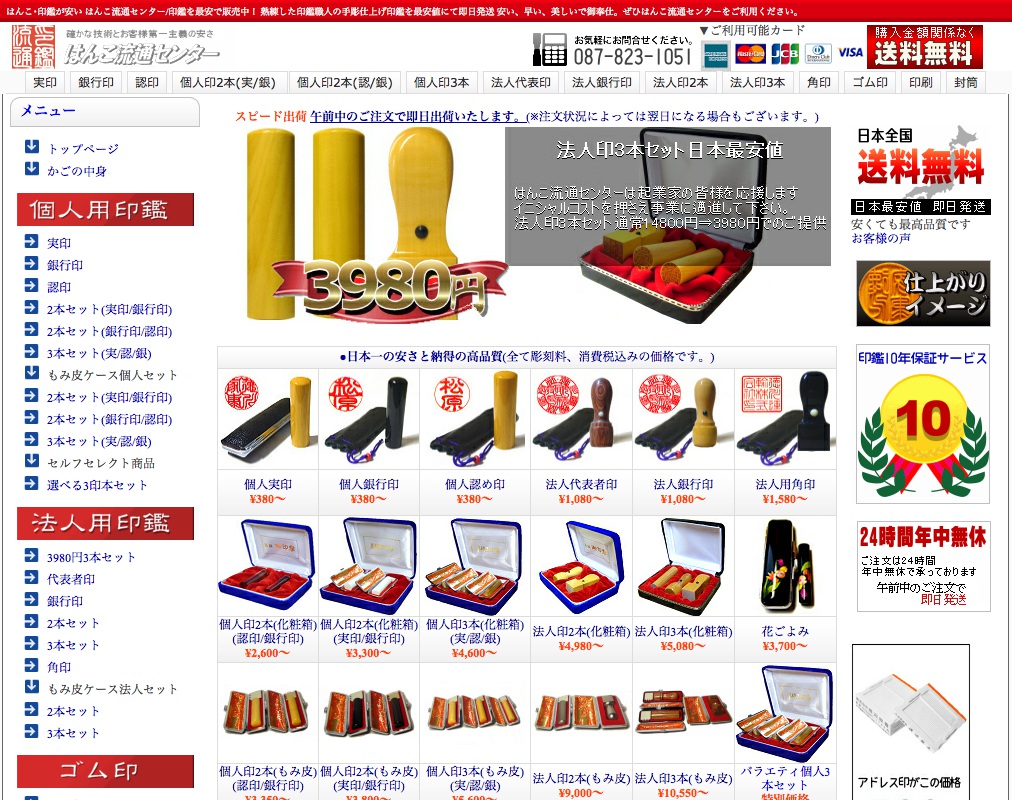 はんこ・印鑑が安い はんこ流通センター/印鑑を最安で販売中！ 熟練した印鑑職人の手彫仕上げ印鑑を最安値にて即日発送 安い、早い、美しいで御奉仕。ぜひはんこ流通センターをご利用ください。
確かな技術とお客様第一主義の安さ
はんこ流通センター
お気軽にお問合せください。
087-823-1051
▼ご利用可能カード
MasterCard
JCB
VISA
購入金額関係なく
送料無料
実印
銀行印
認印
個人印2本(実/銀)
個人印2本(認/銀)
個人印3本
法人代表印
法人銀行印
法人印2本
法人印3本
角印
ゴム印
印刷
封筒
メニュー
トップページ
かごの中身
個人用印鑑
実印
銀行印
認印
2本セット(実印/銀行印)
2本セット(銀行印/認印)
3本セット(実/認/銀)
もみ皮ケース個人セット
2本セット(実印/銀行印)
2本セット(銀行印/認印)
3本セット(実/認/銀)
セルフセレクト商品
選べる3印本セット
法人用印鑑
3980円3本セット
代表者印
銀行印
2本セット
3本セット
角印
もみ皮ケース法人セット
2本セット
3本セット
ゴム印
スピード出荷 午前中のご注文で即日出荷いたします。(※注文状況によっては翌日になる場合もございます。)
法人印3本セット日本最安値
はんこ流通センターは起業家の皆様を応援します
イニシャルコストを押さえ事業に邁進して下さい。
法人印3本セット通常14800円⇒3980円でのご提供
3980円
●日本一の安さと納得の高品質(全て彫刻料、消費税込みの価格です。)
松原
個人実印
¥380～
個人銀行印
¥380～
個人認め印
¥380～
法人代表者印
¥1,080～
法人銀行印
¥1,080～
法人用角印
¥1,580～
個人印2本(化粧箱)
(認印/銀行印)
¥2,600～
個人印2本(化粧箱)
(実印/銀行印)
¥3,300～
個人印3本(化粧箱)
(実/認/銀)
¥4,600～
法人印2本(化粧箱)
¥4,980～
法人印3本(化粧箱)
¥5,080～
花ごよみ
¥3,700～
個人印2本(もみ皮)
(認印/銀行印)
個人印2本(もみ皮)
(実印/銀行印)
個人印3本(もみ皮)
(実/認/銀)
法人印2本(もみ皮)
¥9,000～
法人印3本(もみ皮)
¥10,550～
バラエティ個人3
本セット
特別価格
日本全国
送料無料
日本最安値 即日発送
安くても最高品質です
お客様の声
仕上がり
イメージ
印鑑10年保証サービス
10
24時間年中無休
ご注文は24時間
年中無休で承っております
午前中のご注文で
即日発送
アドレス印がこの価格